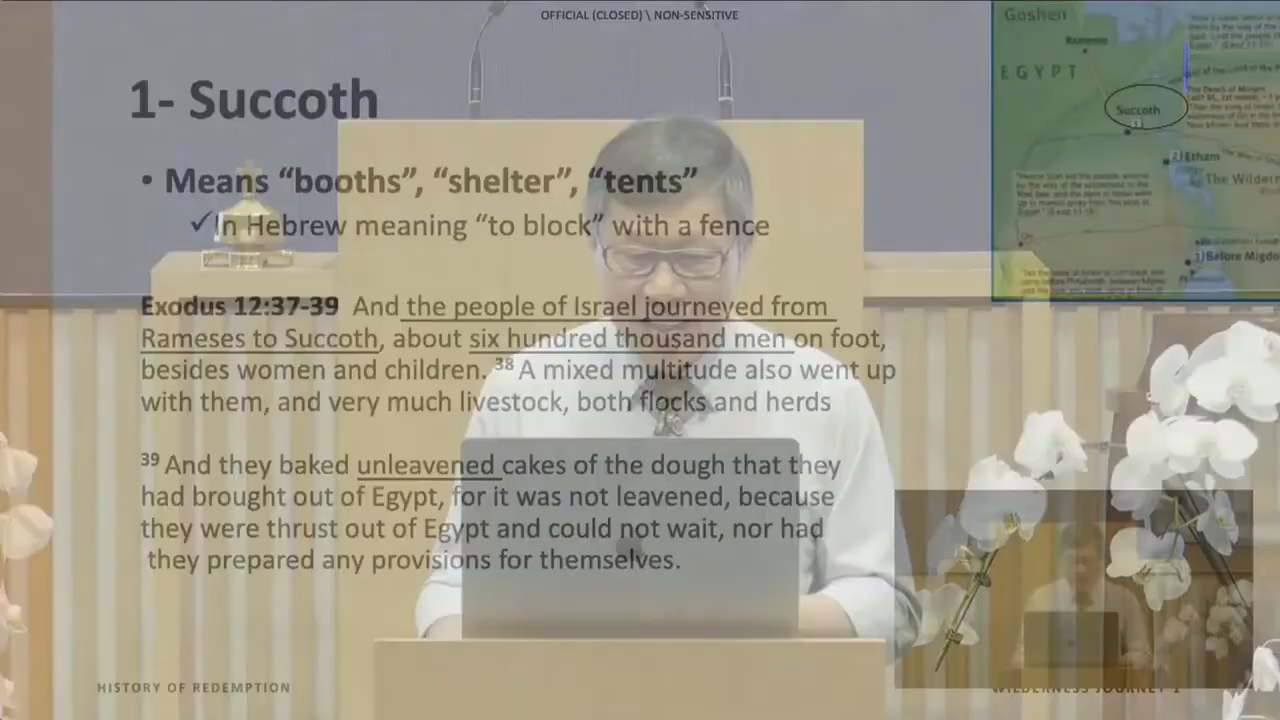 OFFICIAL (CLOSED) \ NON-SENSITIVE
1- Succoth
• Means “booths”, “shelter”, “tents”
✓In Hebrew meaning “to block” with a fence
Exodus 12:37-39 And the people of Israel journeyed from
Rameses to Succoth, about six hundred thousand men on foot,
besides women and children. 38 A mixed multitude also went up
with them, and very much livestock, both flocks and herds
39 And they baked unleavened cakes of the dough that they
had brought out of Egypt, for it was not leavened, because
they were thrust out of Egypt and could not wait, nor had
they prepared any provisions for themselves.
Goshen
Rameses
EGYPT
Succoth
Etham
The Wildern
Before Migdo
HISTORY OF REDEMPTION
WILDERNESS JOURNEY 1